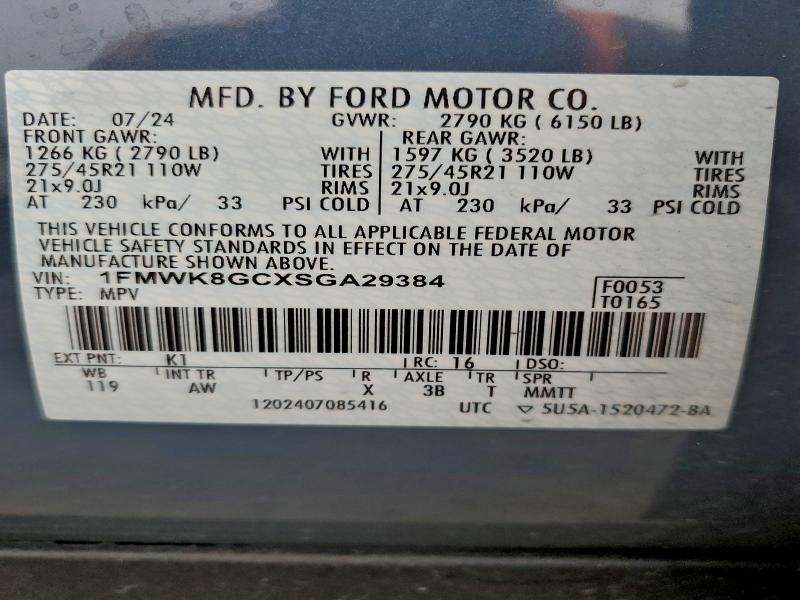 MFD. BY FORD MOTOR CO.
DATE: 07/24 GVWR: 2790 KG ( 6150 LB)
FRONT GAWR: REAR GAWR:
1266 KG ( 2790 LB) WITH 1597 KG ( 3520 LB) WITH
275/45R21 110W TIRES 275/45R21 110W TIRES
21x9.0J RIMS 21x9.0J RIMS
AT 230 kPa/ 33 PSI COLD AT 230 kPa/ 33 PSI COLD
THIS VEHICLE CONFORMS TO ALL APPLICABLE FEDERAL MOTOR
VEHICLE SAFETY STANDARDS IN EFFECT ON THE DATE OF
MANUFACTURE SHOWN ABOVE.
VIN: 1FMWK8GCXSGA29384 F0053
TYPE: MPV T0165
EXT PNT: K1 RC: 16 DSO:
WB INT TR TP/PS R AXLE TR SPR
119 AW X 3B T MMTT
1202407085416 UTC ▽ 5U5A-1520472-BA